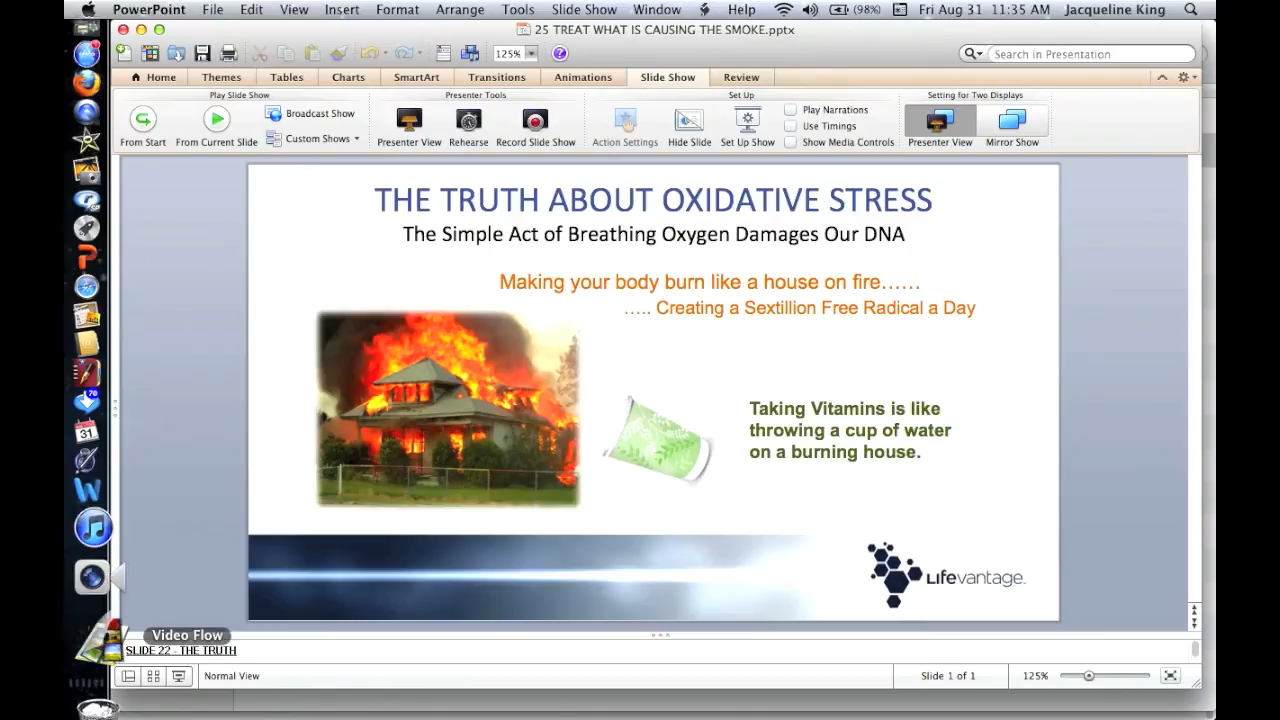 PowerPoint File Edit View Insert Format Arrange Tools Slide Show Window Help (98%) Fri Aug 31 11:35 AM Jacqueline King
25 TREAT WHAT IS CAUSING THE SMOKE.pptx
125% Search in Presentation
Home Themes Tables Charts SmartArt Transitions Animations Slide Show Review
Play Slide Show Presenter Tools Set Up Setting for Two Displays
Broadcast Show Play Narrations
Custom Shows Use Timings
From Start From Current Slide Presenter View Rehearse Record Slide Show Action Settings Hide Slide Set Up Show Show Media Controls Presenter View Mirror Show
THE TRUTH ABOUT OXIDATIVE STRESS
The Simple Act of Breathing Oxygen Damages Our DNA
Making your body burn like a house on fire……
….. Creating a Sextillion Free Radical a Day
Taking Vitamins is like
throwing a cup of water
on a burning house.
70
31
Lifevantage
Video Flow
SLIDE 22 - THE TRUTH
Normal View Slide 1 of 1 125%